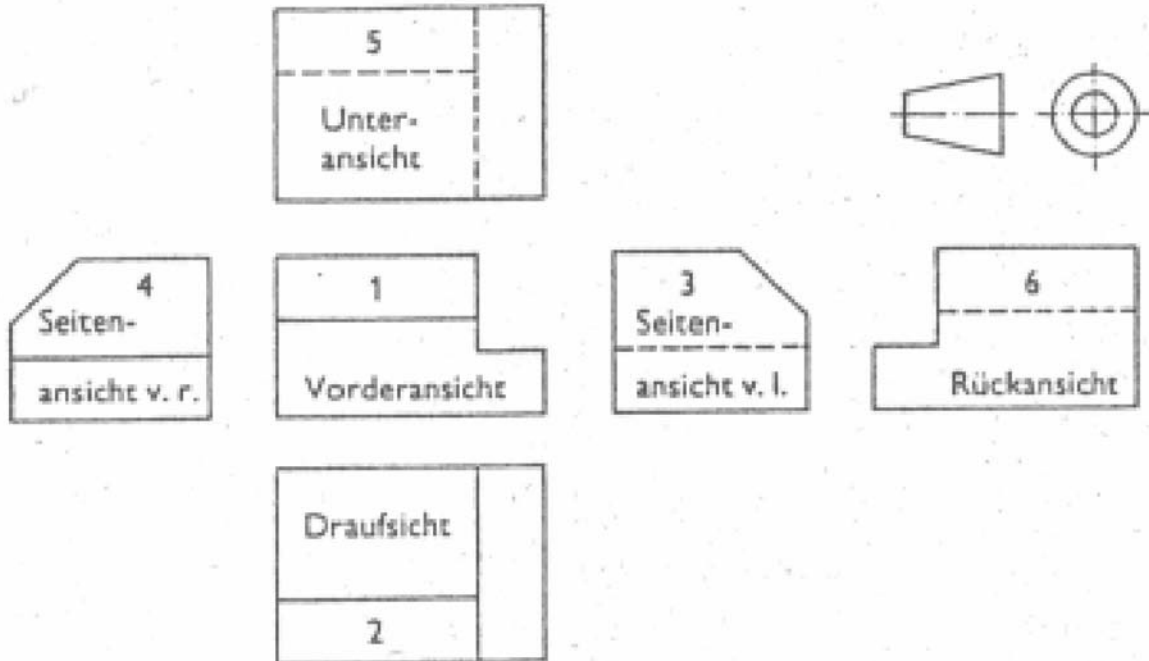 5
Unter-
ansicht
4
Seiten-
ansicht v. r.
1
Vorderansicht
3
Seiten-
ansicht v. l.
6
Rückansicht
Draufsicht
2